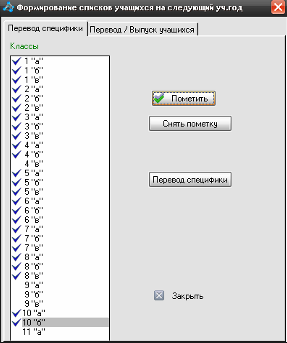 Формирование списков учащихся на следующий уч.год
Перевод специфики
Перевод / Выпуск учащихся
Классы
1 "а"
1 "б"
1 "в"
2 "а"
2 "б"
2 "в"
3 "а"
3 "б"
3 "в"
4 "а"
4 "б"
4 "в"
5 "а"
5 "б"
5 "в"
6 "а"
6 "б"
6 "в"
7 "а"
7 "б"
7 "в"
8 "а"
8 "б"
8 "в"
9 "а"
9 "б"
9 "в"
10 "а"
10 "б"
11 "а"
Пометить
Снять пометку
Перевод специфики
Закрыть